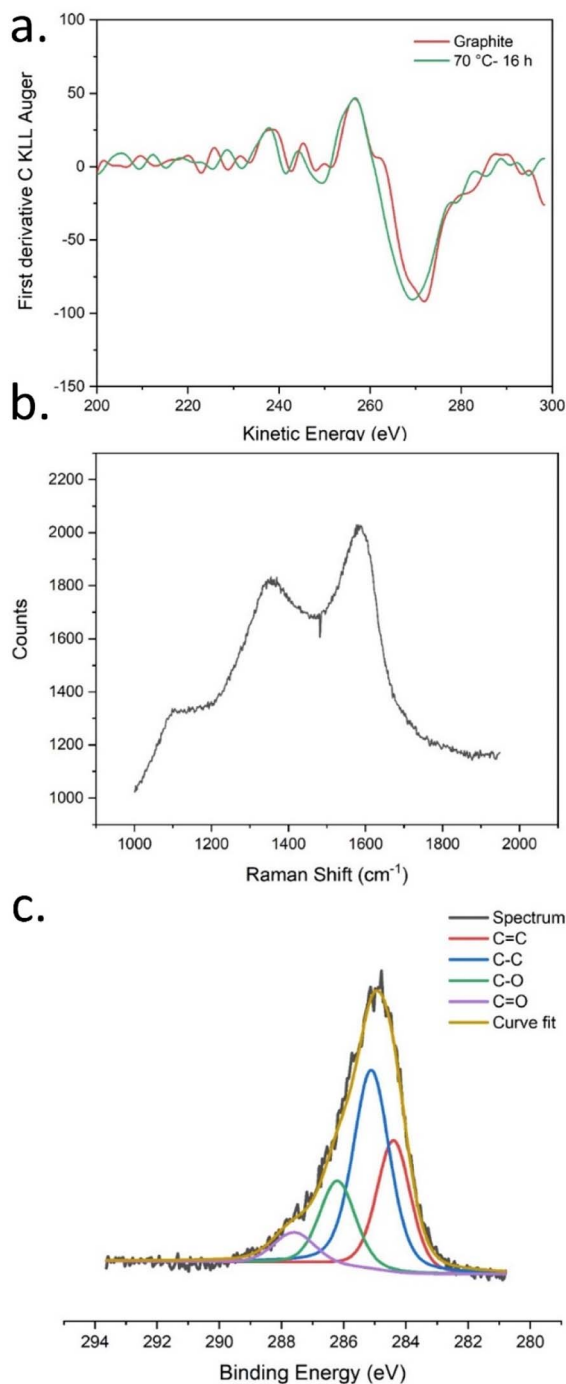 a.
First derivative C KLL Auger
100
50
0
-50
-100
-150
Graphite
70 °C- 16 h
200 220 240 260 280 300
Kinetic Energy (eV)
b.
Counts
2200
2000
1800
1600
1400
1200
1000
1000 1200 1400 1600 1800 2000
Raman Shift (cm⁻¹)
c.
Spectrum
C=C
C-C
C-O
C=O
Curve fit
294 292 290 288 286 284 282 280
Binding Energy (eV)